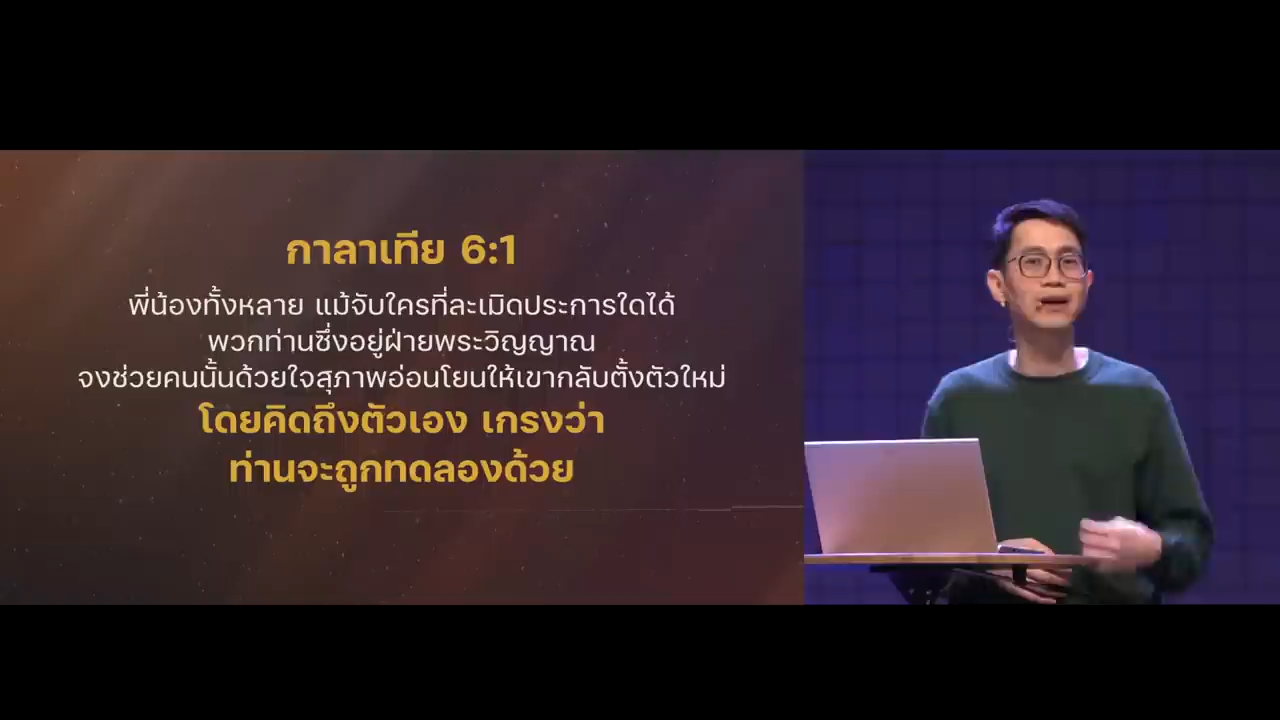 กาลาเทีย 6:1
พี่น้องทั้งหลาย แม้จับใครที่ละเมิดประการใดได้
พวกท่านซึ่งอยู่ฝ่ายพระวิญญาณ
จงช่วยคนนั้นด้วยใจสุภาพอ่อนโยนให้เขากลับตั้งตัวใหม่
โดยคิดถึงตัวเอง เกรงว่า
ท่านจะถูกทดลองด้วย